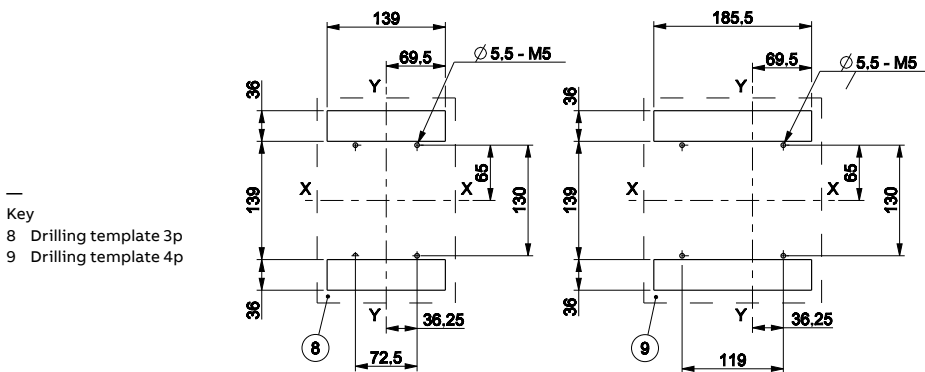 139
69,5
Ø 5,5 - M5
Y
36
139
36
X
X
65
130
Y
36,25
72,5
8
185,5
69,5
Ø 5,5 - M5
Y
36
139
36
X
X
65
130
Y
36,25
119
9
—
Key
8 Drilling template 3p
9 Drilling template 4p